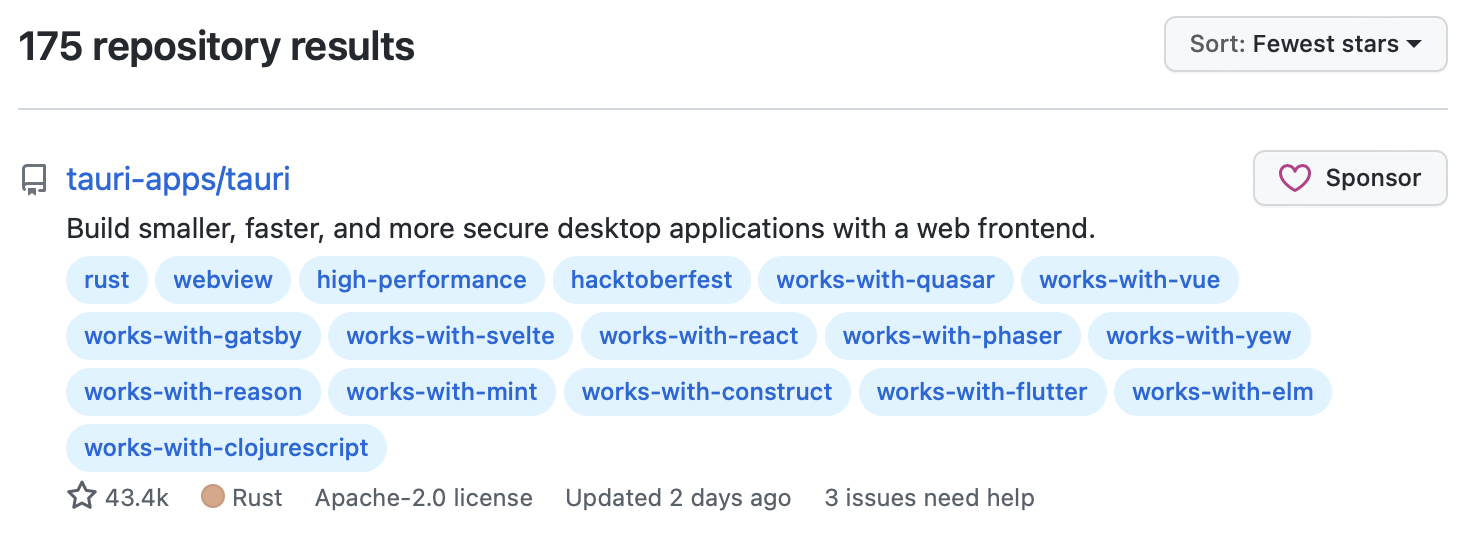 175 repository results
Sort: Fewest stars
tauri-apps/tauri
Sponsor
Build smaller, faster, and more secure desktop applications with a web frontend.
rust webview high-performance hacktoberfest works-with-quasar works-with-vue
works-with-gatsby works-with-svelte works-with-react works-with-phaser works-with-yew
works-with-reason works-with-mint works-with-construct works-with-flutter works-with-elm
works-with-clojurescript
43.4k Rust Apache-2.0 license Updated 2 days ago 3 issues need help